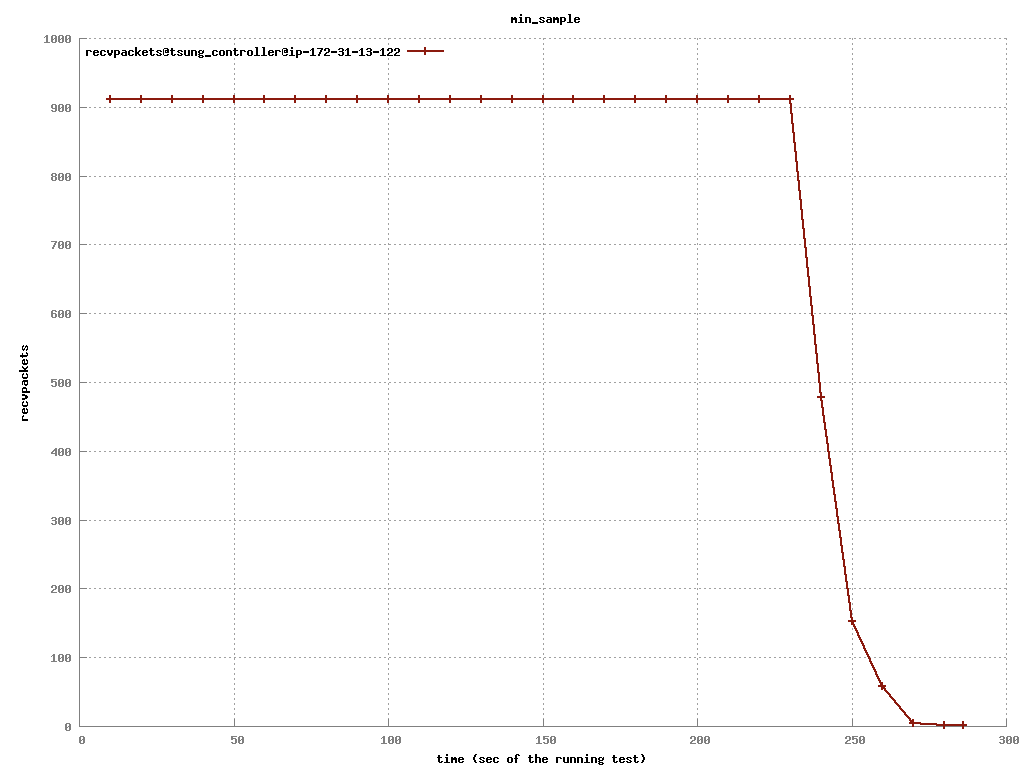 min_sample
1000
recvpackets@tsung_controller@ip-172-31-13-122
900
800
700
600
500
400
300
200
100
0
recvpackets
0 50 100 150 200 250 300
time (sec of the running test)